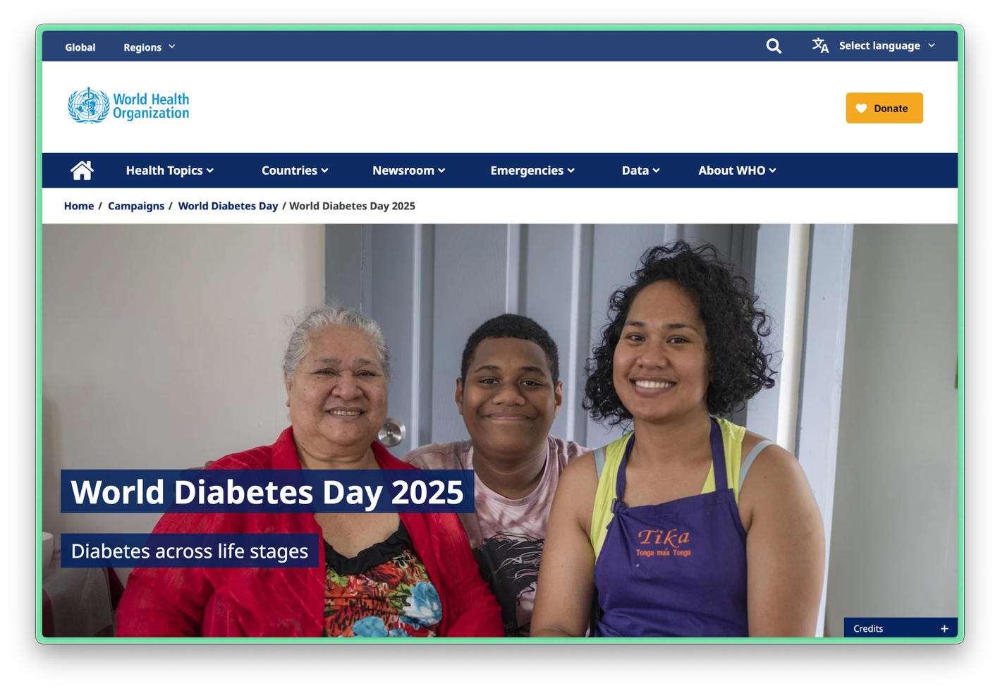 Global Regions Select language
World Health
Organization
Donate
Health Topics Countries Newsroom Emergencies Data About WHO
Home / Campaigns / World Diabetes Day / World Diabetes Day 2025
World Diabetes Day 2025
Diabetes across life stages
Tika
Tonga ma'a Tonga
Credits +